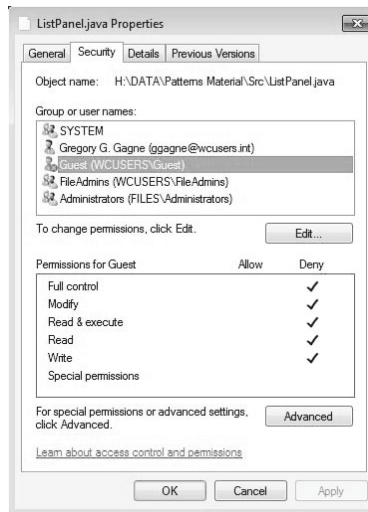 ListPanel.java Properties
General Security Details Previous Versions
Object name: H:\DATA\Patterns Material\Src\ListPanel.java
Group or user names:
SYSTEM
Gregory G. Gagne (ggagne@wcusers.int)
Guest (WCUSERS\Guest)
FileAdmins (WCUSERS\FileAdmins)
Administrators (FILES\Administrators)
To change permissions, click Edit. Edit...
Permissions for Guest Allow Deny
Full control
Modify
Read & execute
Read
Write
Special permissions
For special permissions or advanced settings, Advanced
click Advanced.
Learn about access control and permissions
OK Cancel Apply